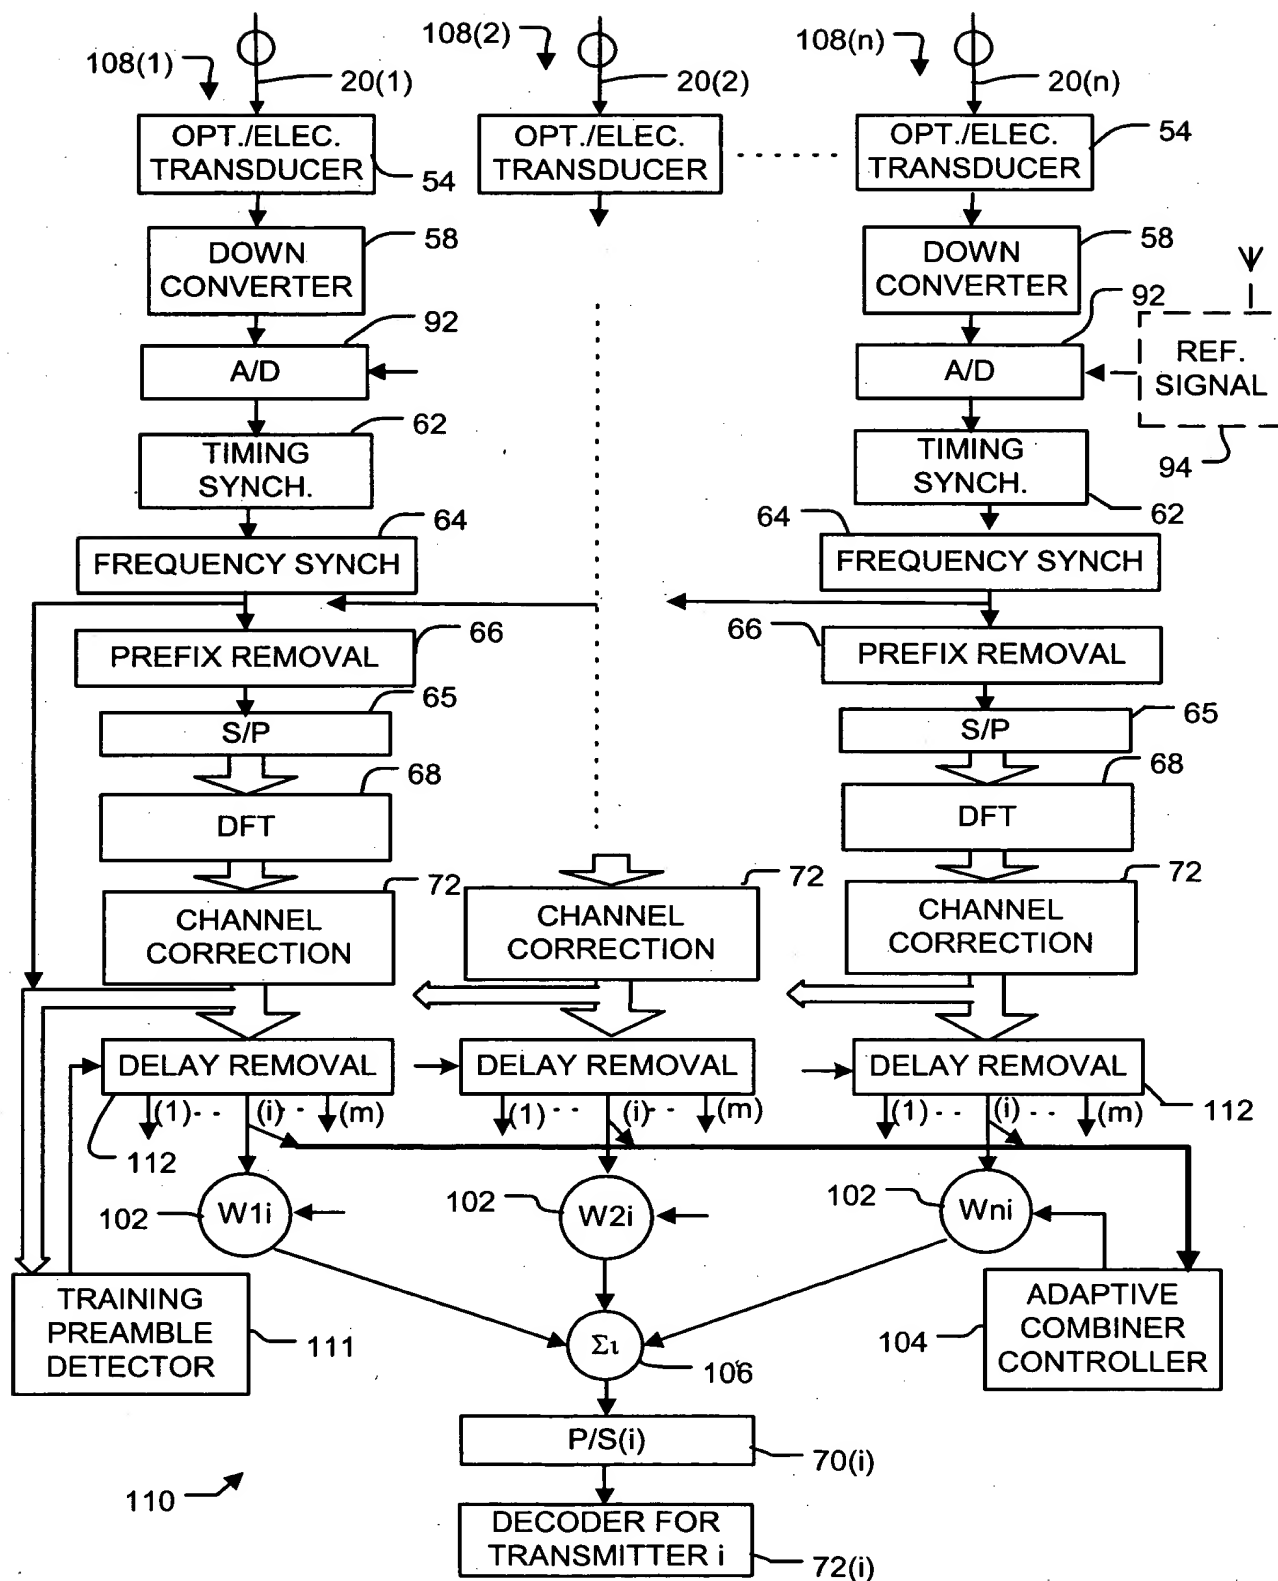 108(1)
20(1)
108(2)
20(2)
108(n)
20(n)
OPT./ELEC.
TRANSDUCER
54
OPT./ELEC.
TRANSDUCER
OPT./ELEC.
TRANSDUCER
54
DOWN
CONVERTER
58
DOWN
CONVERTER
58
92
A/D
92
A/D
REF.
SIGNAL
94
62
TIMING
SYNCH.
TIMING
SYNCH.
62
64
FREQUENCY SYNCH
64
FREQUENCY SYNCH
66
PREFIX REMOVAL
66
PREFIX REMOVAL
65
S/P
65
S/P
68
DFT
68
DFT
72
CHANNEL
CORRECTION
72
CHANNEL
CORRECTION
72
CHANNEL
CORRECTION
DELAY REMOVAL
DELAY REMOVAL
DELAY REMOVAL
(1)
(i)
(m)
(1)
(i)
(m)
(1)
(i)
(m)
112
112
102
W1i
102
W2i
102
Wni
TRAINING
PREAMBLE
DETECTOR
111
Σι
106
104
ADAPTIVE
COMBINER
CONTROLLER
P/S(i)
70(i)
110
DECODER FOR
TRANSMITTER i
72(i)